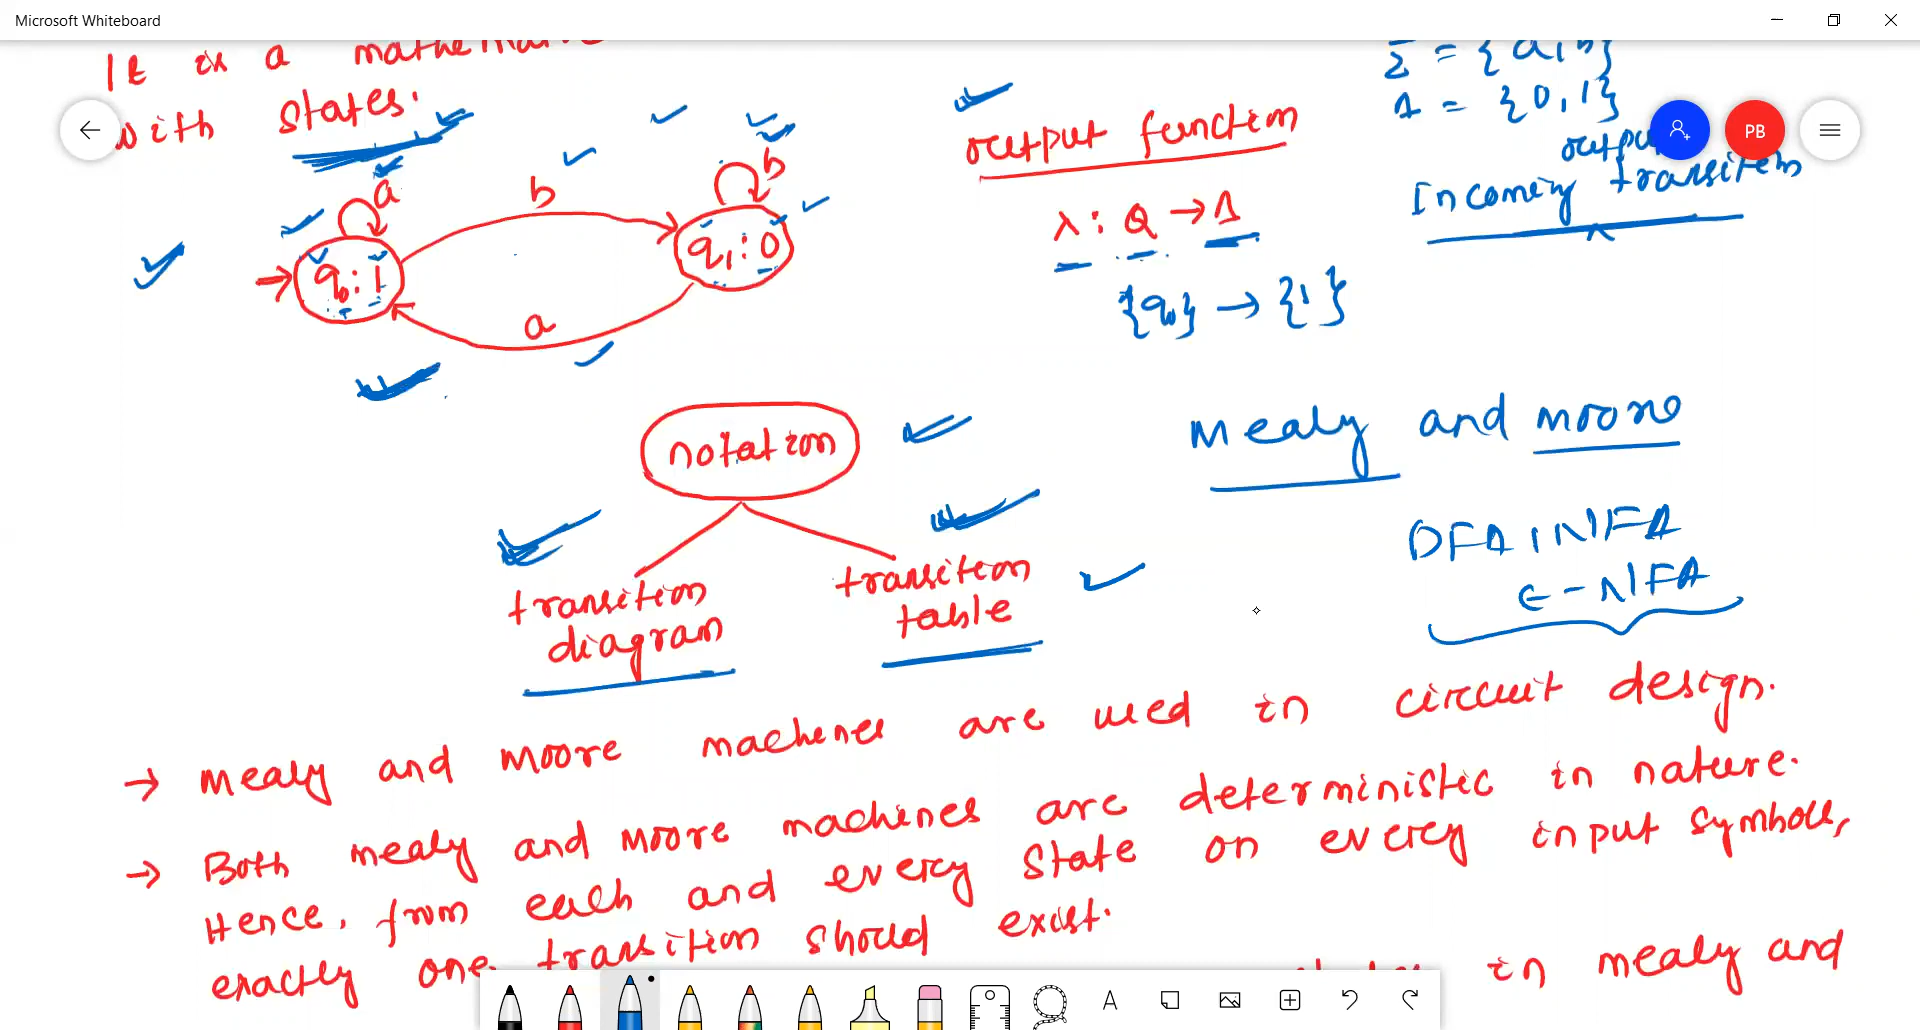 Microsoft Whiteboard
It is a
with states.
Σ = {a, b}
Δ = {0, 1}
Incoming transition
output function
λ: Q → Δ
{q0} → {1}
a
b
b
q0: 1
q1: 0
a
notation
Mealy and moore
DFA, NFA
∈-NFA
transition
diagram
transition
table
PB
→ Mealy and Moore machines are used in circuit design.
→ Both mealy and Moore machines are deterministic in nature.
Hence, from each and every state on every input symbols,
exactly one transition should exist.
in mealy and
A